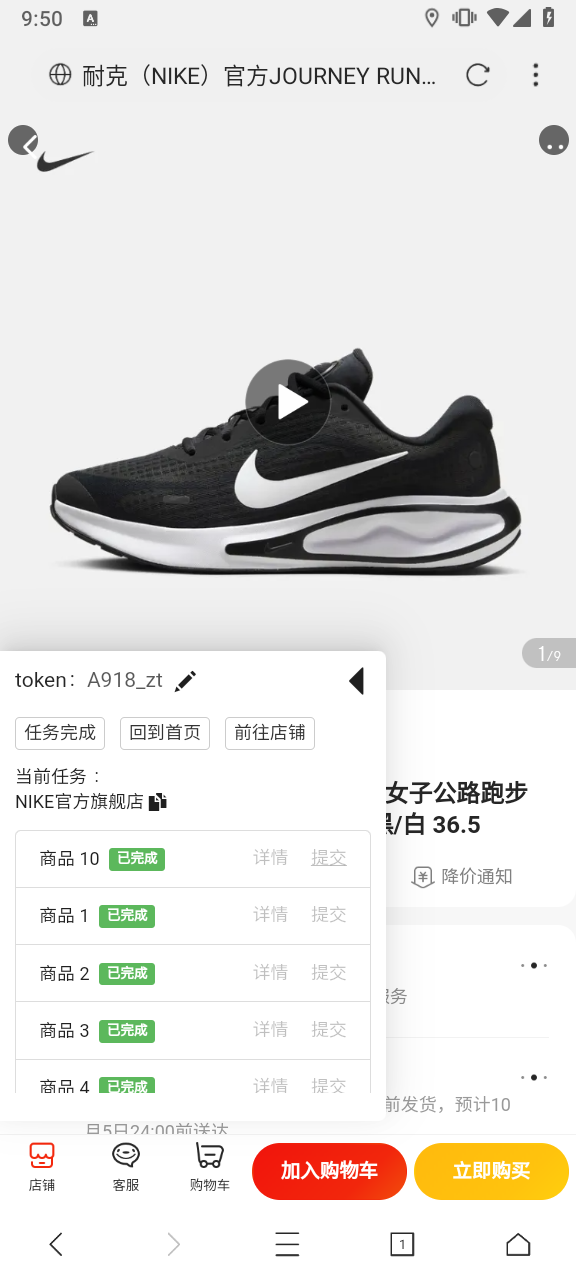 9:50 A
耐克（NIKE）官方JOURNEY RUN...
1/9
token： A918_zt
任务完成 回到首页 前往店铺
当前任务：
NIKE官方旗舰店
女子公路跑步
黑/白 36.5
降价通知
商品 10 已完成 详情 提交
商品 1 已完成 详情 提交
商品 2 已完成 详情 提交
服务
商品 3 已完成 详情 提交
商品 4 已完成 详情 提交
前发货，预计10
月5日24:00前送达
店铺 客服 购物车 加入购物车 立即购买
1